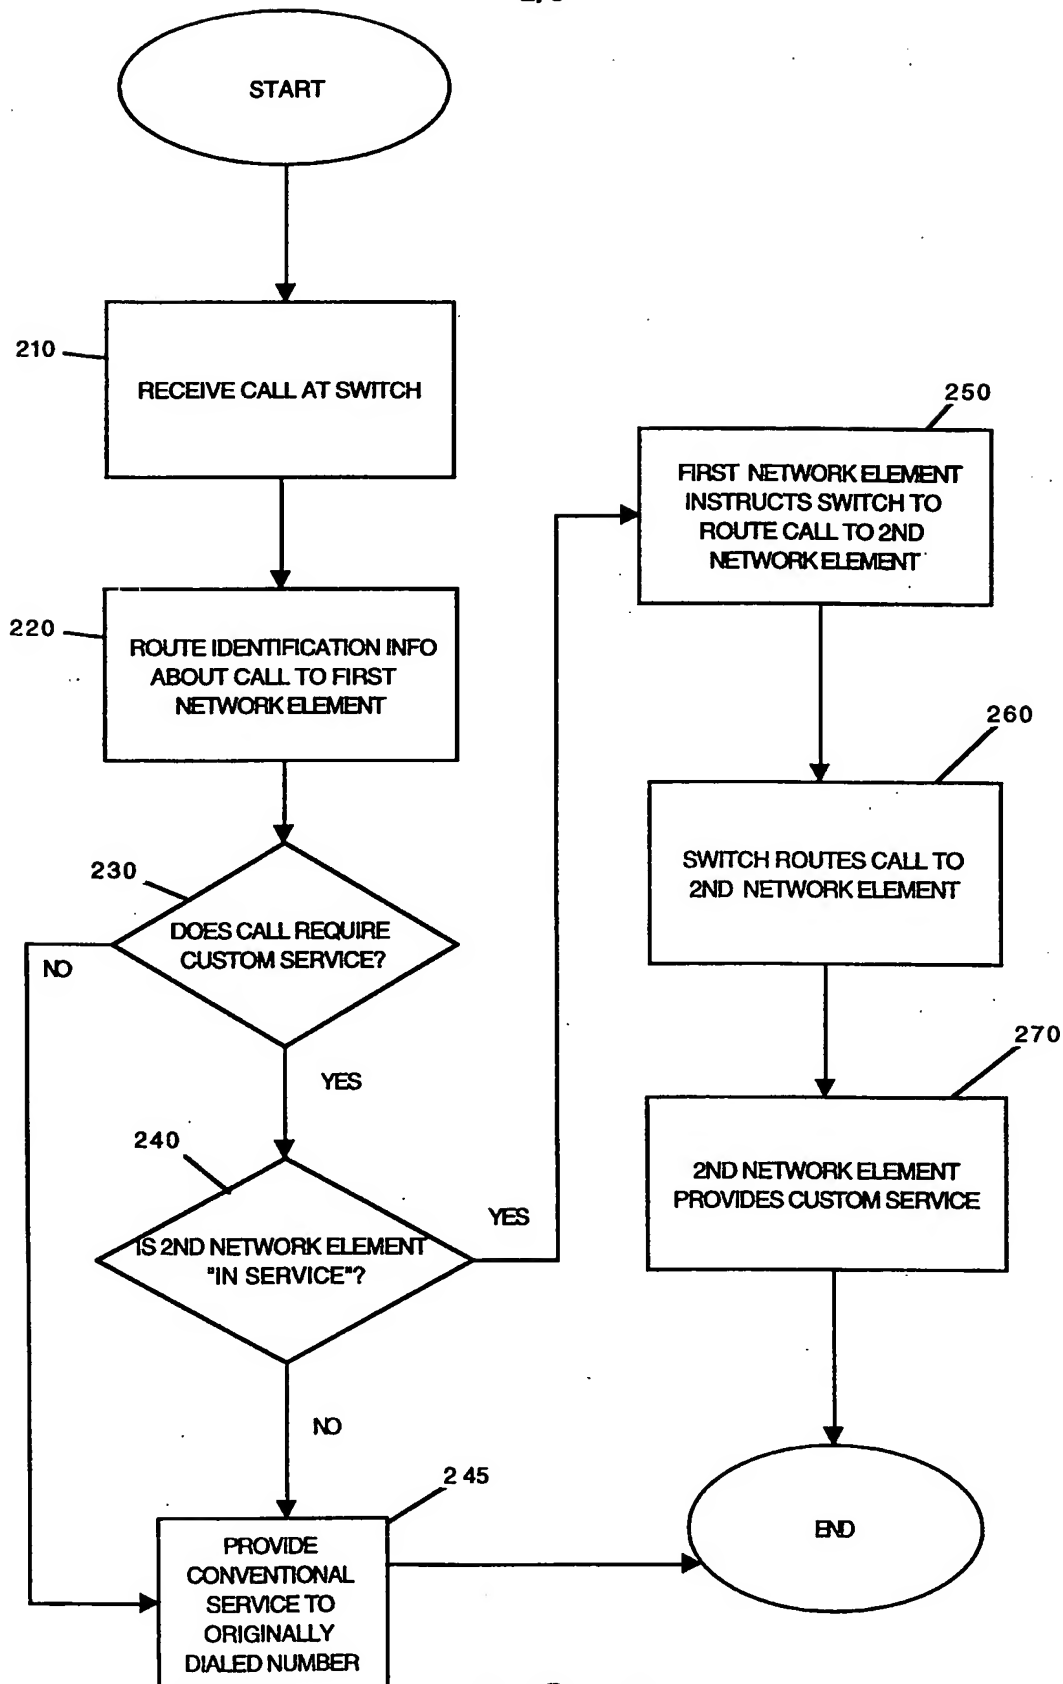 START
210
RECEIVE CALL AT SWITCH
220
ROUTE IDENTIFICATION INFO
ABOUT CALL TO FIRST
NETWORK ELEMENT
230
DOES CALL REQUIRE
CUSTOM SERVICE?
NO
YES
240
IS 2ND NETWORK ELEMENT
"IN SERVICE"?
YES
NO
245
PROVIDE
CONVENTIONAL
SERVICE TO
ORIGINALLY
DIALED NUMBER
250
FIRST NETWORK ELEMENT
INSTRUCTS SWITCH TO
ROUTE CALL TO 2ND
NETWORK ELEMENT
260
SWITCH ROUTES CALL TO
2ND NETWORK ELEMENT
270
2ND NETWORK ELEMENT
PROVIDES CUSTOM SERVICE
END